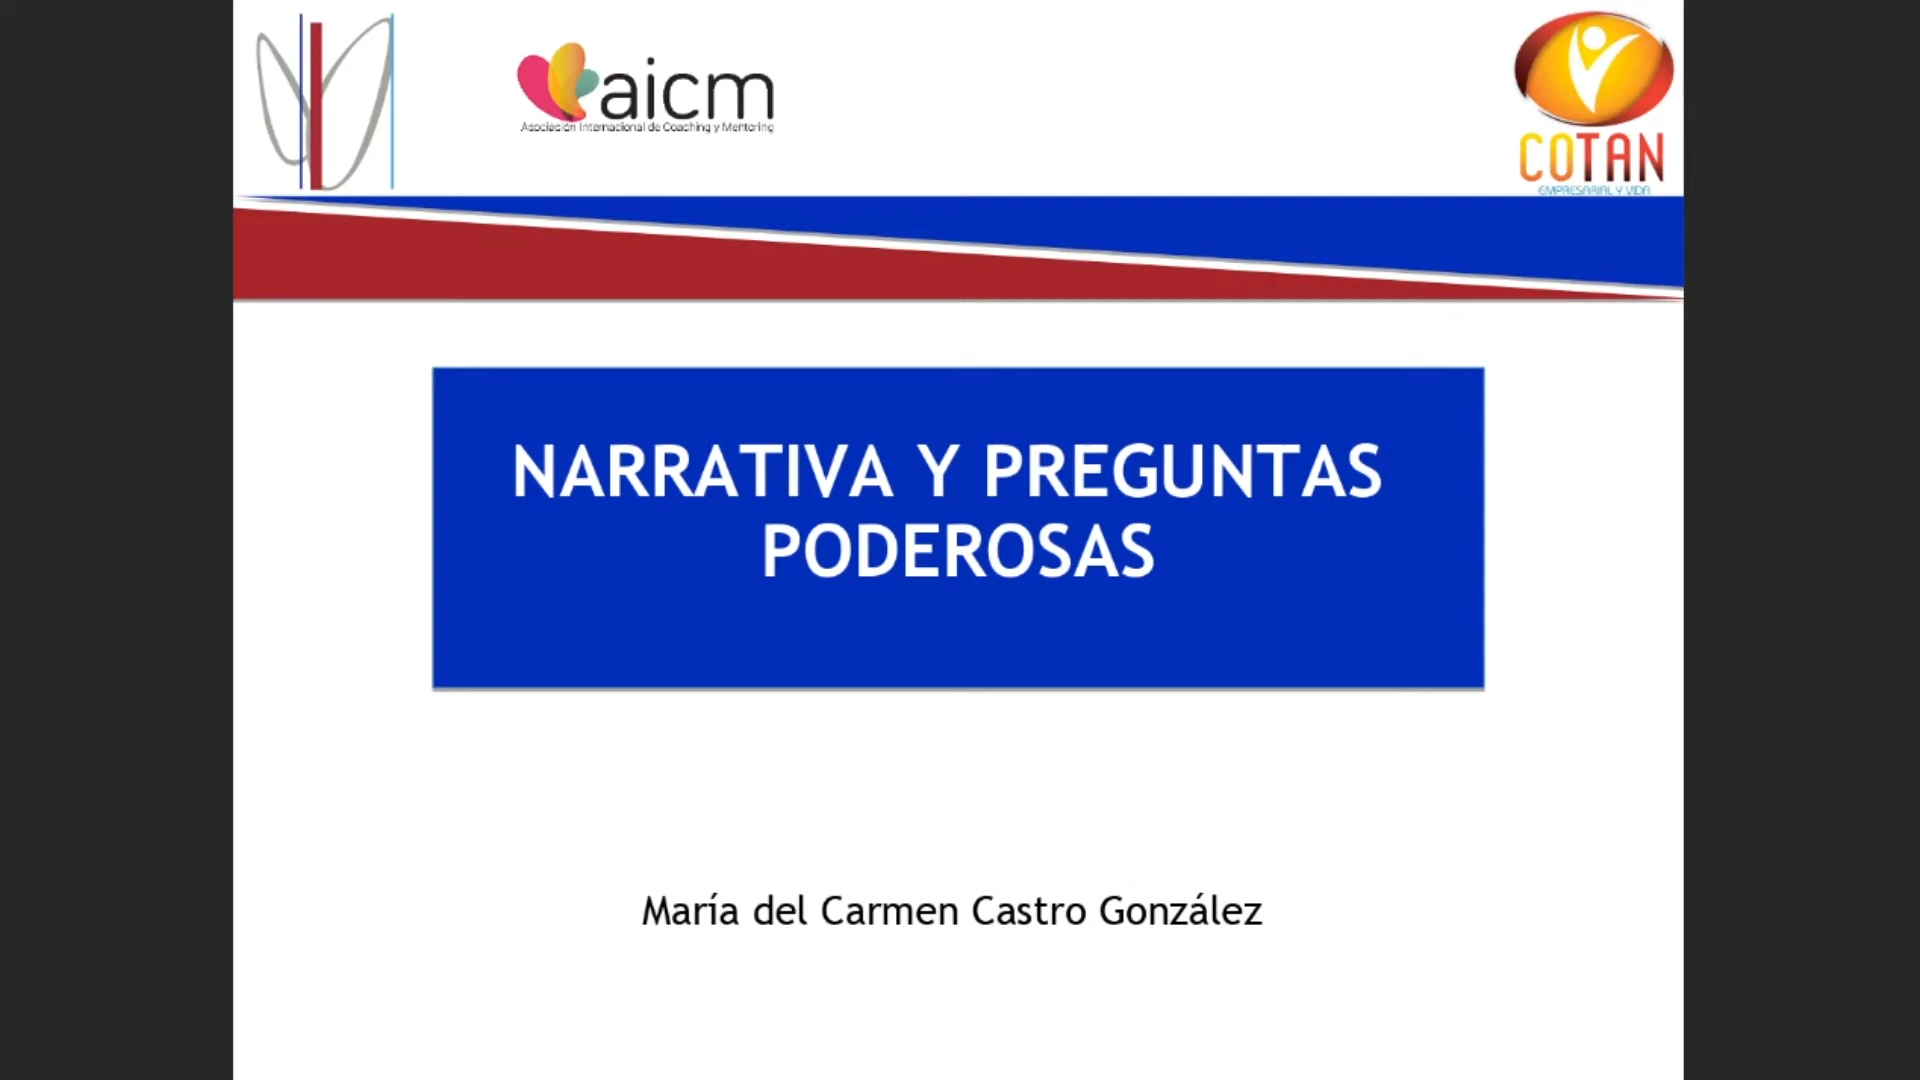 aicm
Asociación Internacional de Coaching y Mentoring
COTAN
EMPRESARIAL Y VIDA
NARRATIVA Y PREGUNTAS
PODEROSAS
María del Carmen Castro González